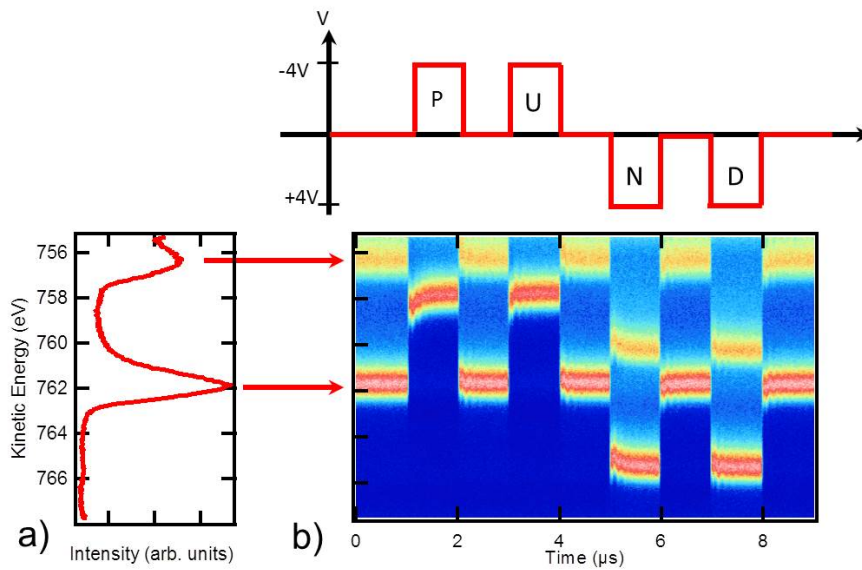 V
-4V
P
U
N
D
+4V
756
758
760
762
764
766
Kinetic Energy (eV)
a)
Intensity (arb. units)
b)
0
2
4
6
8
Time (µs)